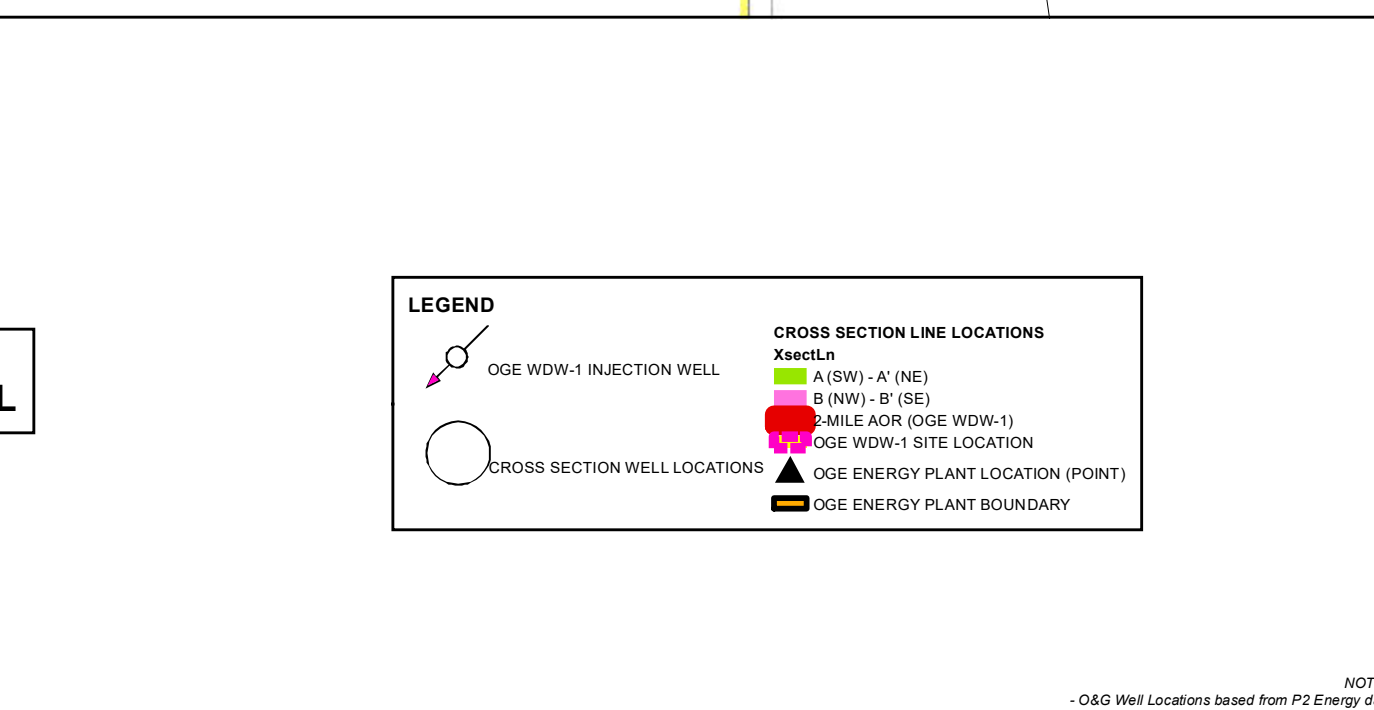 L
LEGEND
OGE WDW-1 INJECTION WELL
CROSS SECTION WELL LOCATIONS
CROSS SECTION LINE LOCATIONS
XsectLn
A (SW) - A' (NE)
B (NW) - B' (SE)
2-MILE AOR (OGE WDW-1)
OGE WDW-1 SITE LOCATION
OGE ENERGY PLANT LOCATION (POINT)
OGE ENERGY PLANT BOUNDARY
NOT
- O&G Well Locations based from P2 Energy d